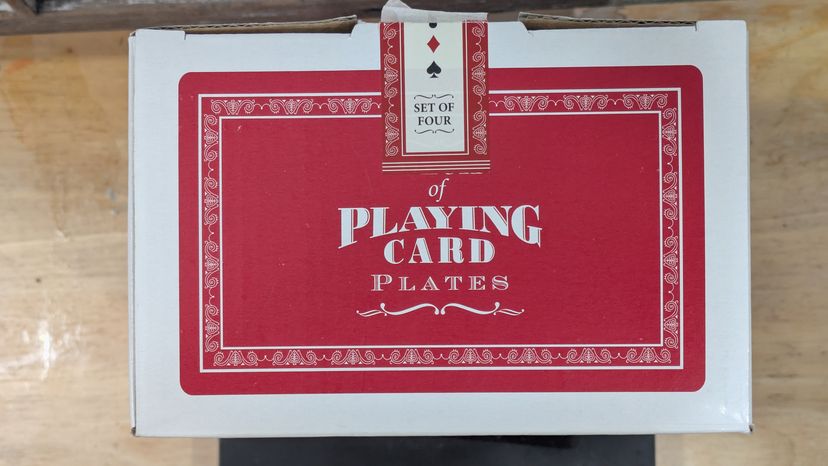 SET OF
FOUR
of
PLAYING
CARD
PLATES